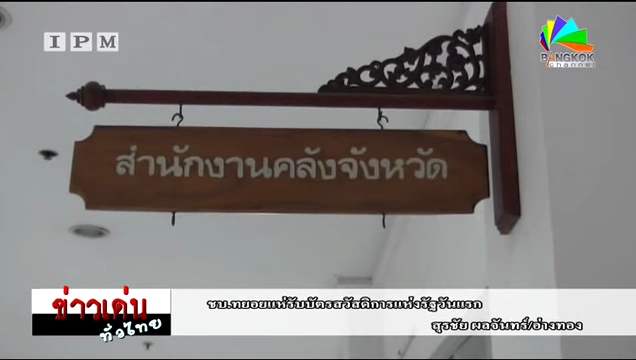 IPM
BANGKOK
channel
สำนักงานคลังจังหวัด
ข่าวเด่น
ทั่วไทย
ชบ.ทยอยแห่รับบัตรสวัสดิการแห่งรัฐวันแรก
สุรชัย ผลจันทร์/อ่างทอง